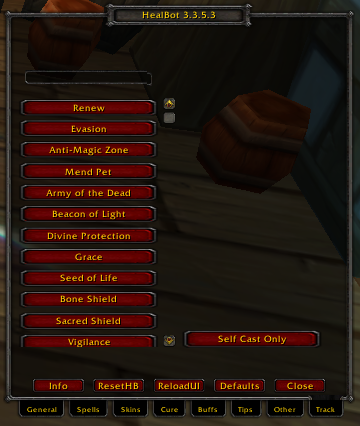 HealBot 3.3.5.3
Renew
Evasion
Anti-Magic Zone
Mend Pet
Army of the Dead
Beacon of Light
Divine Protection
Grace
Seed of Life
Bone Shield
Sacred Shield
Vigilance
Self Cast Only
Info ResetHB ReloadUI Defaults Close
General Spells Skins Cure Buffs Tips Other Track